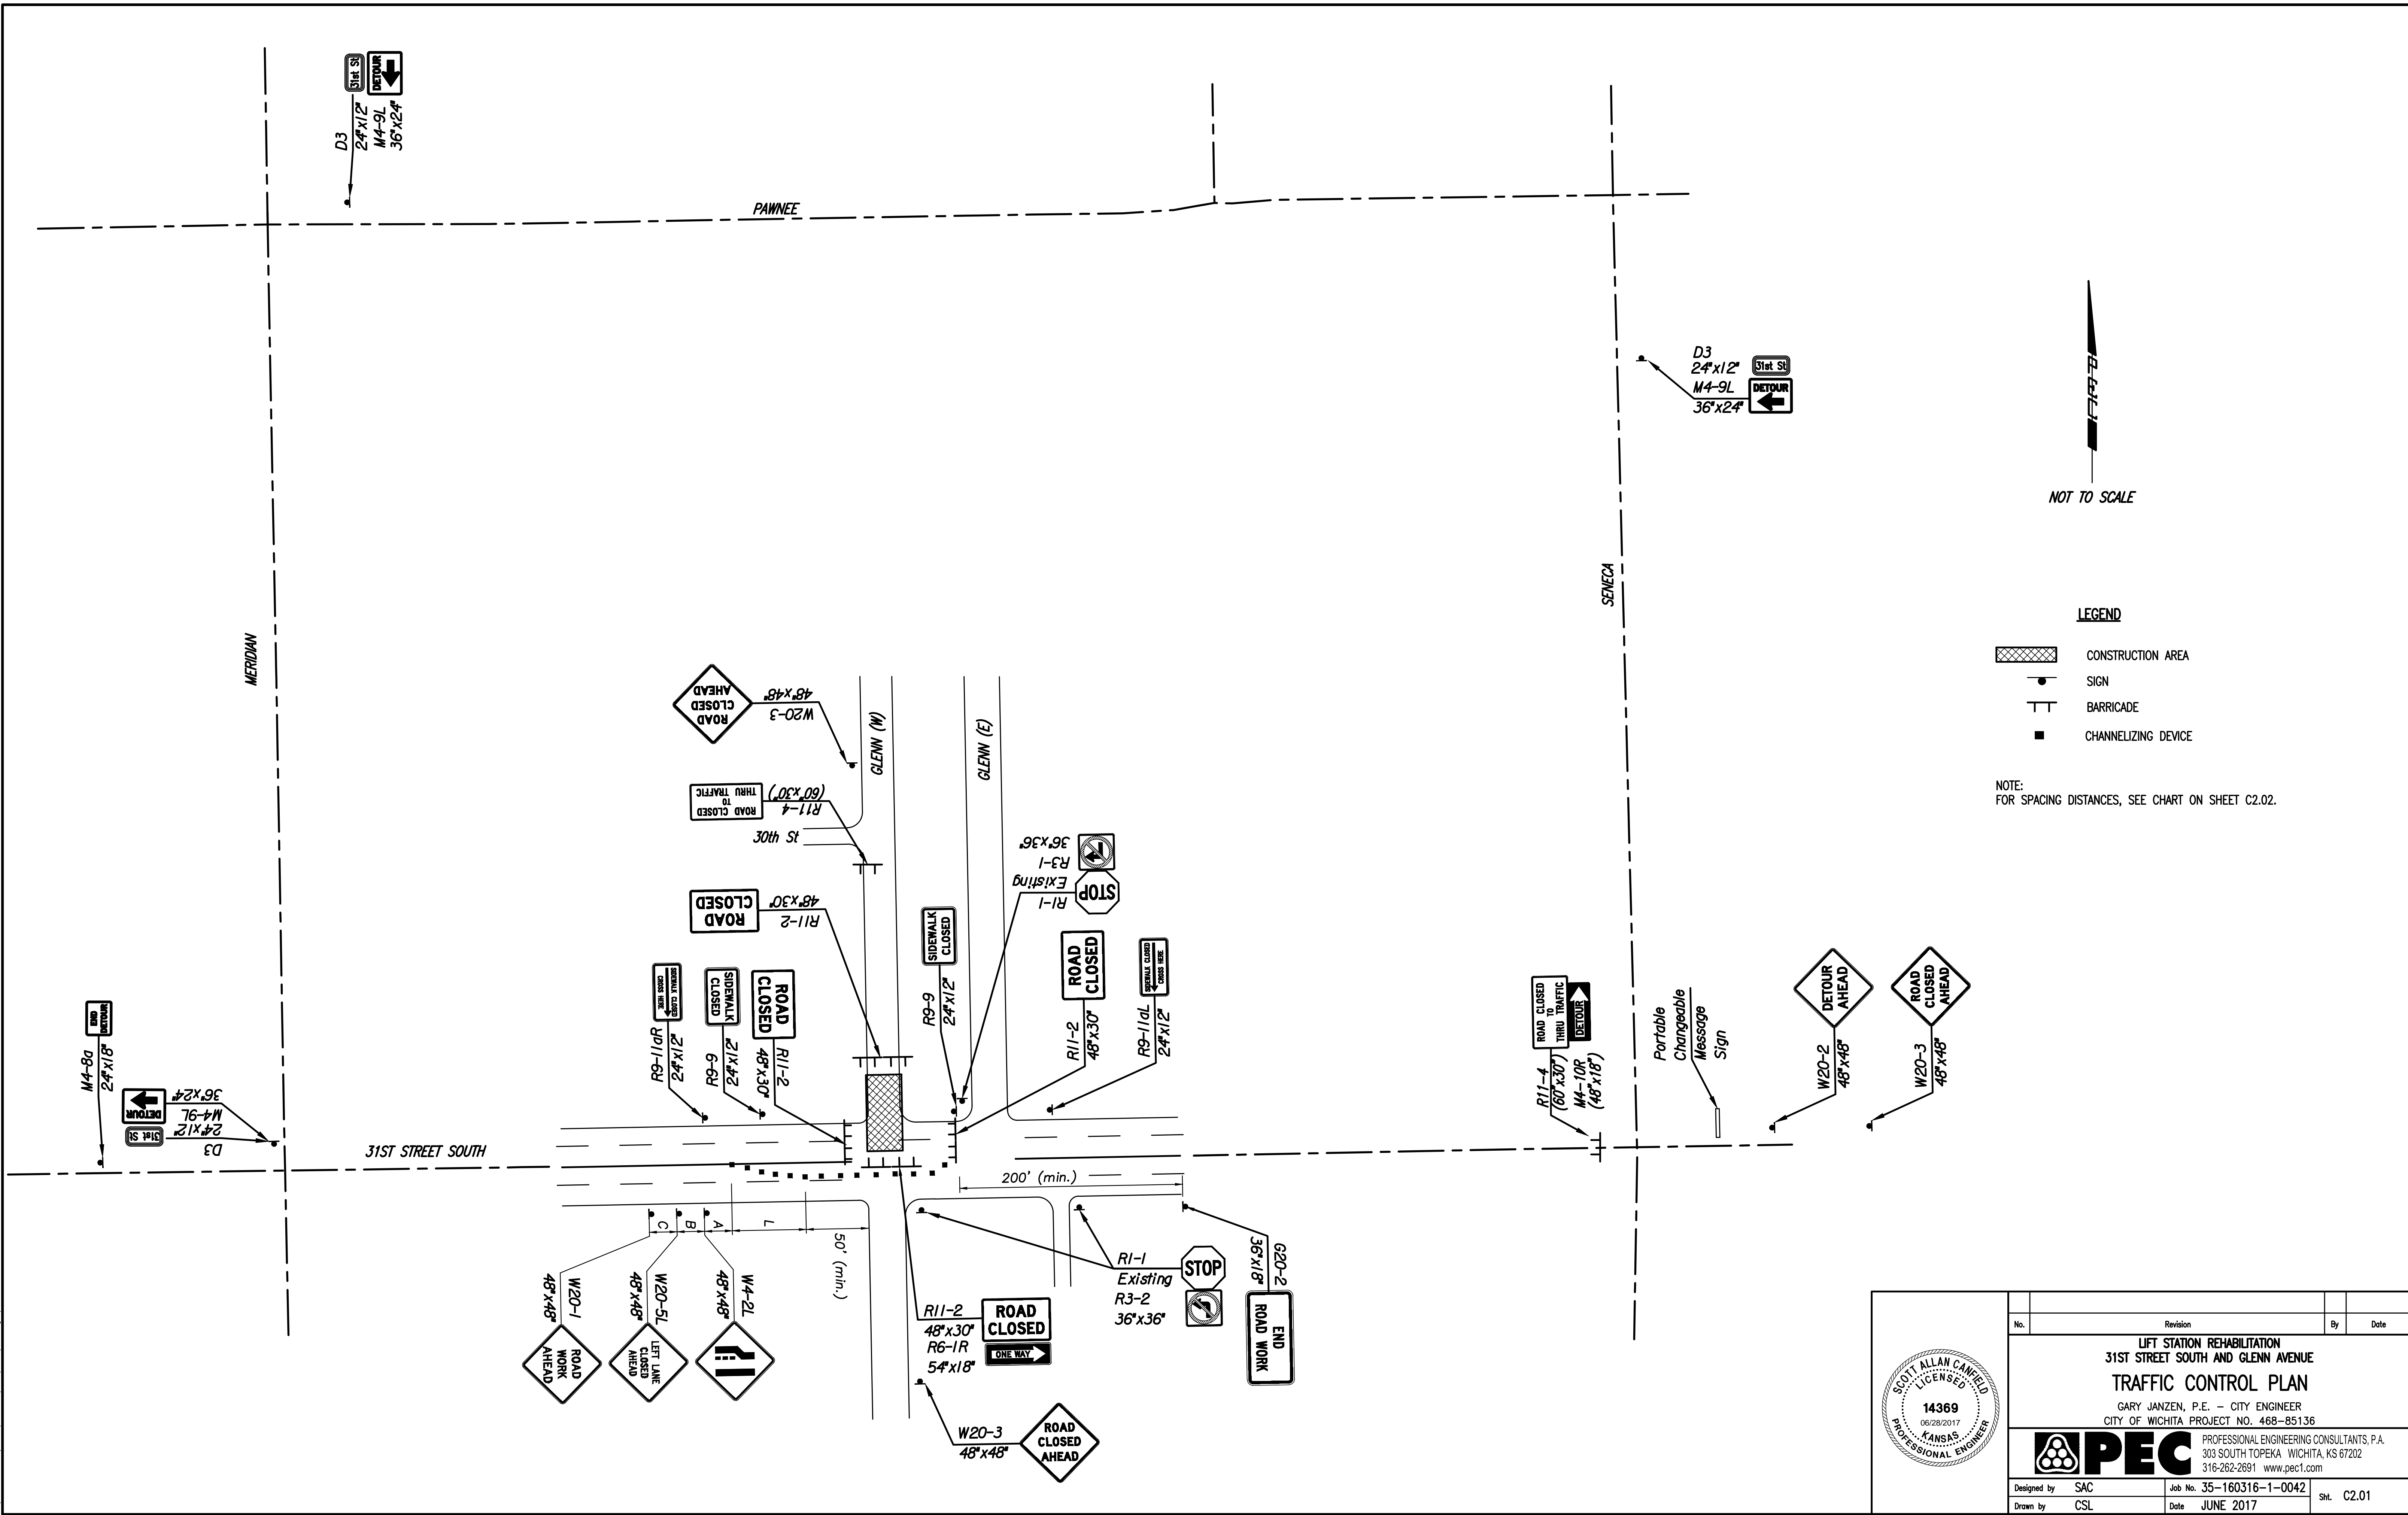 31st St
DETOUR
D3
24"x12"
M4-9L
36"x24"
PAWNEE
D3
24"x12"
M4-9L
36"x24"
31st St
DETOUR
NOT TO SCALE
SENECA
MERIDIAN
LEGEND
CONSTRUCTION AREA
SIGN
BARRICADE
CHANNELIZING DEVICE
NOTE:
FOR SPACING DISTANCES, SEE CHART ON SHEET C2.02.
ROAD
CLOSED
AHEAD
W20-3
48"x48"
GLENN (W)
GLENN (E)
ROAD CLOSED
TO
THRU TRAFFIC
R11-4
(60"x30")
30th St
ROAD
CLOSED
R11-2
48"x30"
STOP
R1-1
Existing
R3-1
36"x36"
SIDEWALK CLOSED
CROSS HERE
R9-11aR
24"x12"
SIDEWALK
CLOSED
R9-9
24"x12"
ROAD
CLOSED
R11-2
48"x30"
SIDEWALK
CLOSED
R9-9
24"x12"
ROAD
CLOSED
R11-2
48"x30"
SIDEWALK CLOSED
CROSS HERE
R9-11aL
24"x12"
END
DETOUR
M4-8a
24"x18"
DETOUR
31st St
D3
24"x12"
M4-9L
36"x24"
31ST STREET SOUTH
ROAD CLOSED
TO
THRU TRAFFIC
DETOUR
R11-4
(60"x30")
M4-10R
(48"x18")
Portable
Changeable
Message
Sign
DETOUR
AHEAD
W20-2
48"x48"
ROAD
CLOSED
AHEAD
W20-3
48"x48"
200' (min.)
C
B
A
L
50' (min.)
W20-1
48"x48"
ROAD
WORK
AHEAD
W20-5L
48"x48"
LEFT LANE
CLOSED
AHEAD
W4-2L
48"x48"
R11-2
48"x30"
R6-1R
54"x18"
ROAD
CLOSED
ONE WAY
R1-1
Existing
R3-2
36"x36"
STOP
G20-2
36"x18"
END
ROAD WORK
W20-3
48"x48"
ROAD
CLOSED
AHEAD
SCOTT ALLAN CANFIELD
LICENSED
14369
06/28/2017
KANSAS
PROFESSIONAL ENGINEER
No. Revision By Date
LIFT STATION REHABILITATION
31ST STREET SOUTH AND GLENN AVENUE
TRAFFIC CONTROL PLAN
GARY JANZEN, P.E. – CITY ENGINEER
CITY OF WICHITA PROJECT NO. 468-85136
PEC
PROFESSIONAL ENGINEERING CONSULTANTS, P.A.
303 SOUTH TOPEKA WICHITA, KS 67202
316-262-2691 www.pec1.com
Designed by SAC Job No. 35-160316-1-0042
Drawn by CSL Date JUNE 2017
Sht. C2.01